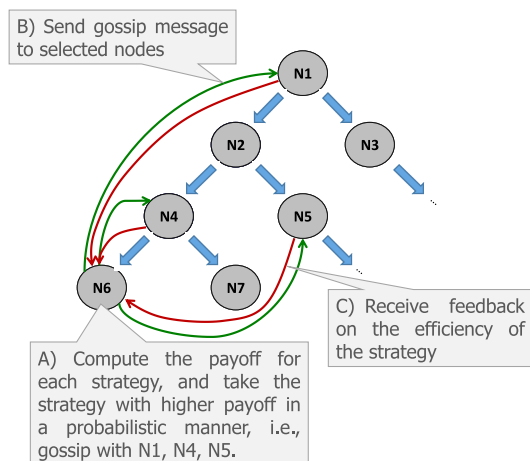 B) Send gossip message
to selected nodes
N1
N2
N3
N4
N5
N6
N7
C) Receive feedback
on the efficiency of
the strategy
A) Compute the payoff for
each strategy, and take the
strategy with higher payoff in
a probabilistic manner, i.e.,
gossip with N1, N4, N5.